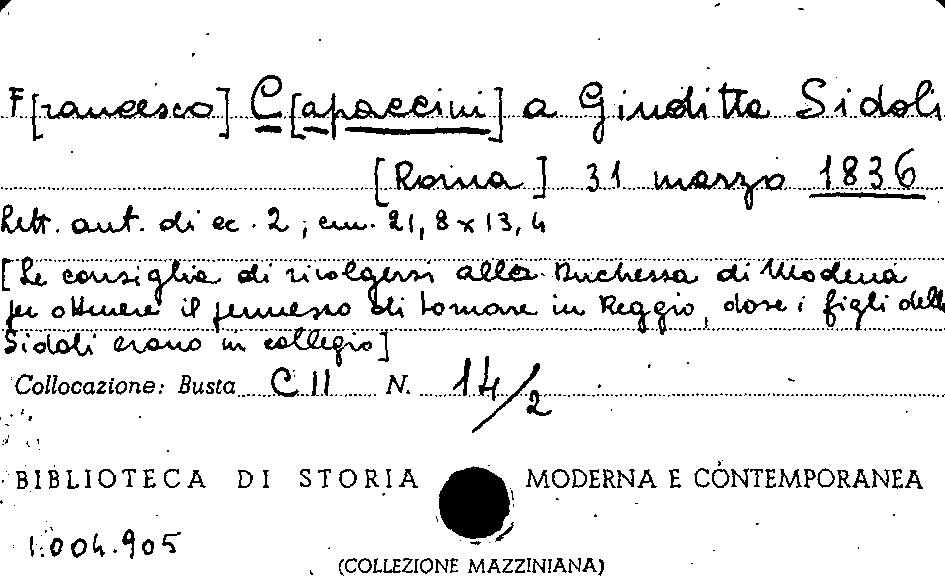 F[rancesco] C[apaccini] a Giuditta Sidoli
[Roma] 31 marzo 1836
Lett. aut. di cc. 2; cm. 21,8 x 13,4
[Le consiglia di rivolgersi alla Duchessa di Modena
per ottenere il permesso di tornare in Reggio, dove i figli della
Sidoli erano in collegio]
Collocazione: Busta C II N. 14/2
BIBLIOTECA DI STORIA MODERNA E CONTEMPORANEA
1.004.905
(COLLEZIONE MAZZINIANA)